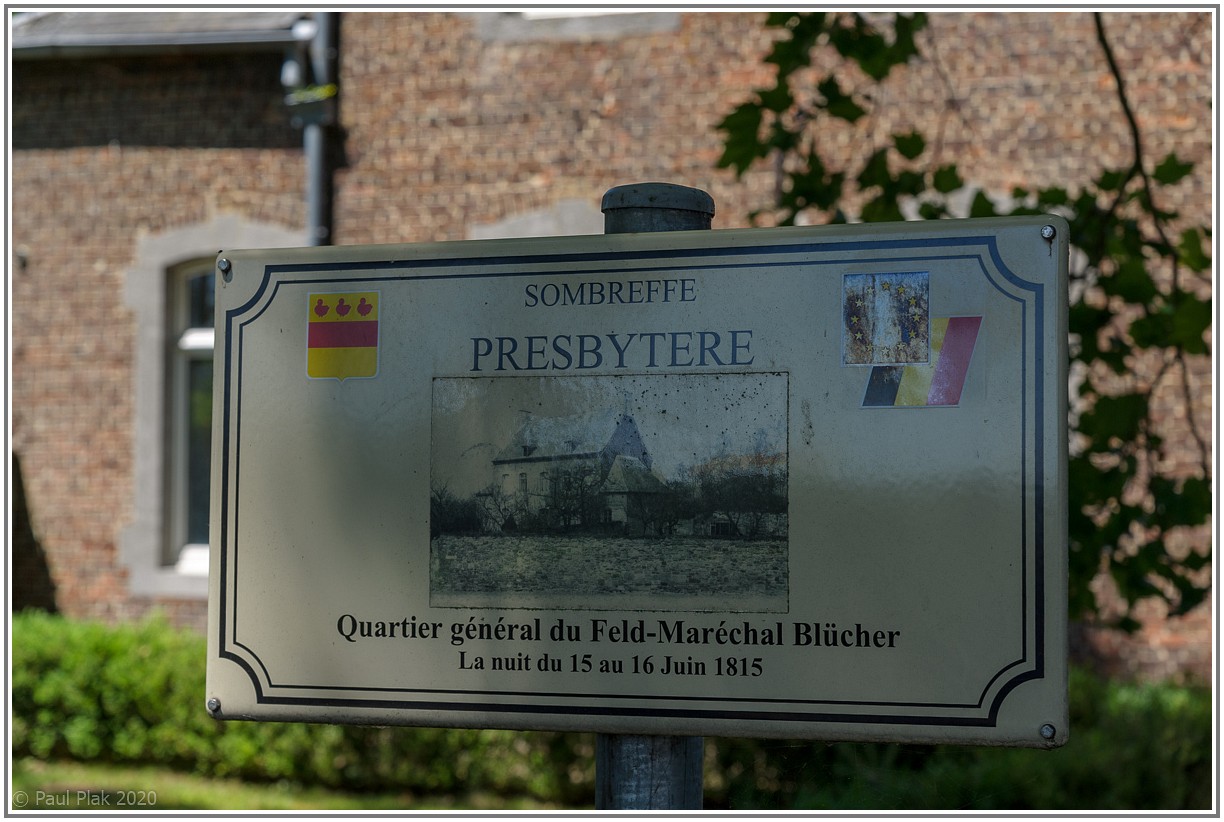 SOMBREFFE
PRESBYTERE
Quartier général du Feld-Maréchal Blücher
La nuit du 15 au 16 Juin 1815
© Paul Plak 2020